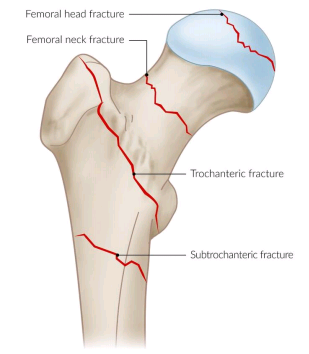 Femoral head fracture
Femoral neck fracture
Trochanteric fracture
Subtrochanteric fracture